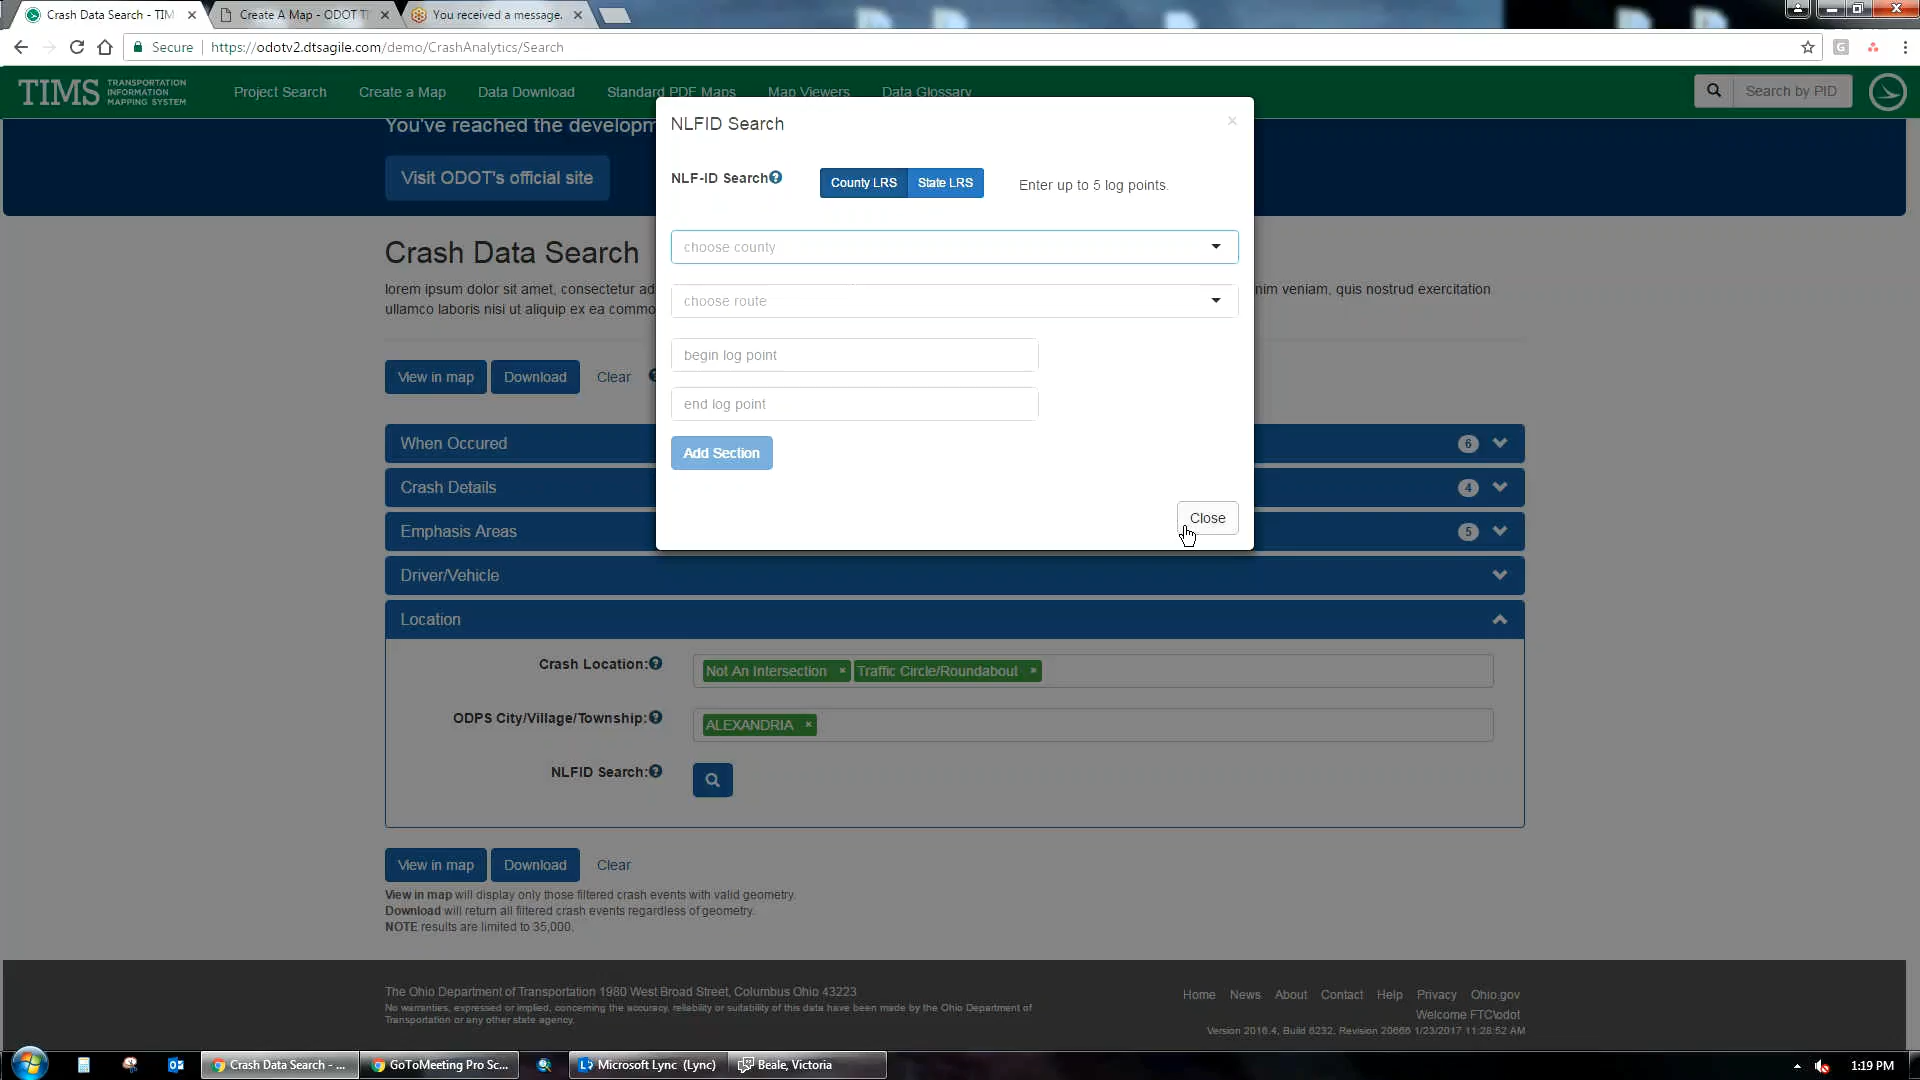 Crash Data Search - TIM
Create A Map - ODOT T
You received a message.
Secure
https://odotv2.dtsagile.com/demo/CrashAnalytics/Search
TIMS TRANSPORTATION INFORMATION MAPPING SYSTEM
Project Search
Create a Map
Data Download
Standard PDF Maps
Map Viewers
Data Glossary
Search by PID
You've reached the developm
Visit ODOT's official site
NLFID Search
×
NLF-ID Search
County LRS
State LRS
Enter up to 5 log points.
choose county
choose route
begin log point
end log point
Add Section
Close
Crash Data Search
lorem ipsum dolor sit amet, consectetur ad
nim veniam, quis nostrud exercitation
ullamco laboris nisi ut aliquip ex ea commo
View in map
Download
Clear
When Occured
6
Crash Details
4
Emphasis Areas
5
Driver/Vehicle
Location
Crash Location:
Not An Intersection ×
Traffic Circle/Roundabout ×
ODPS City/Village/Township:
ALEXANDRIA ×
NLFID Search:
View in map
Download
Clear
View in map will display only those filtered crash events with valid geometry.
Download will return all filtered crash events regardless of geometry.
NOTE results are limited to 35,000.
The Ohio Department of Transportation 1980 West Broad Street, Columbus Ohio 43223
No warranties, expressed or implied, concerning the accuracy, reliability or suitability of this data have been made by the Ohio Department of
Transportation or any other state agency.
Home
News
About
Contact
Help
Privacy
Ohio.gov
Welcome FTC\odot
Version 2016.4, Build 6232, Revision 20666 1/23/2017 11:28:52 AM
Crash Data Search - ...
GoToMeeting Pro Sc...
Microsoft Lync (Lync)
Beale, Victoria
1:19 PM